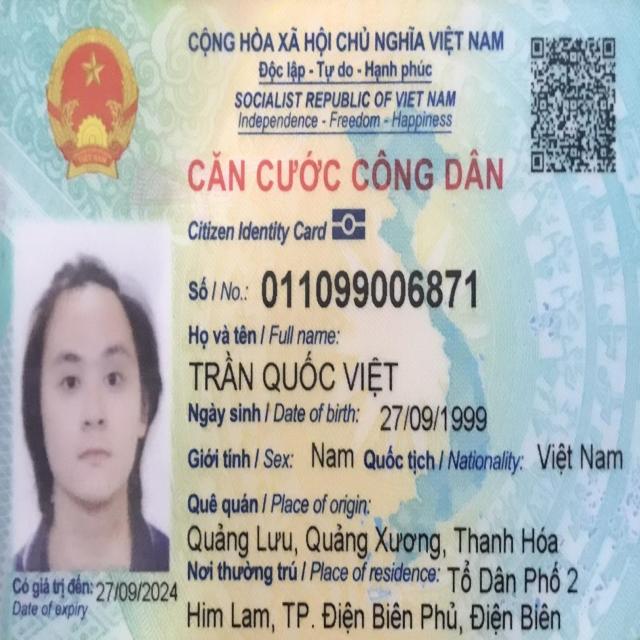 CỘNG HÒA XÃ HỘI CHỦ NGHĨA VIỆT NAM
Độc lập - Tự do - Hạnh phúc
SOCIALIST REPUBLIC OF VIET NAM
Independence - Freedom - Happiness
CĂN CƯỚC CÔNG DÂN
Citizen Identity Card
Số / No.: 011099006871
Họ và tên / Full name:
TRẦN QUỐC VIỆT
Ngày sinh / Date of birth: 27/09/1999
Giới tính / Sex: Nam Quốc tịch / Nationality: Việt Nam
Quê quán / Place of origin:
Quảng Lưu, Quảng Xương, Thanh Hóa
Nơi thường trú / Place of residence: Tổ Dân Phố 2
Him Lam, TP. Điện Biên Phủ, Điện Biên
Có giá trị đến: 27/09/2024
Date of expiry